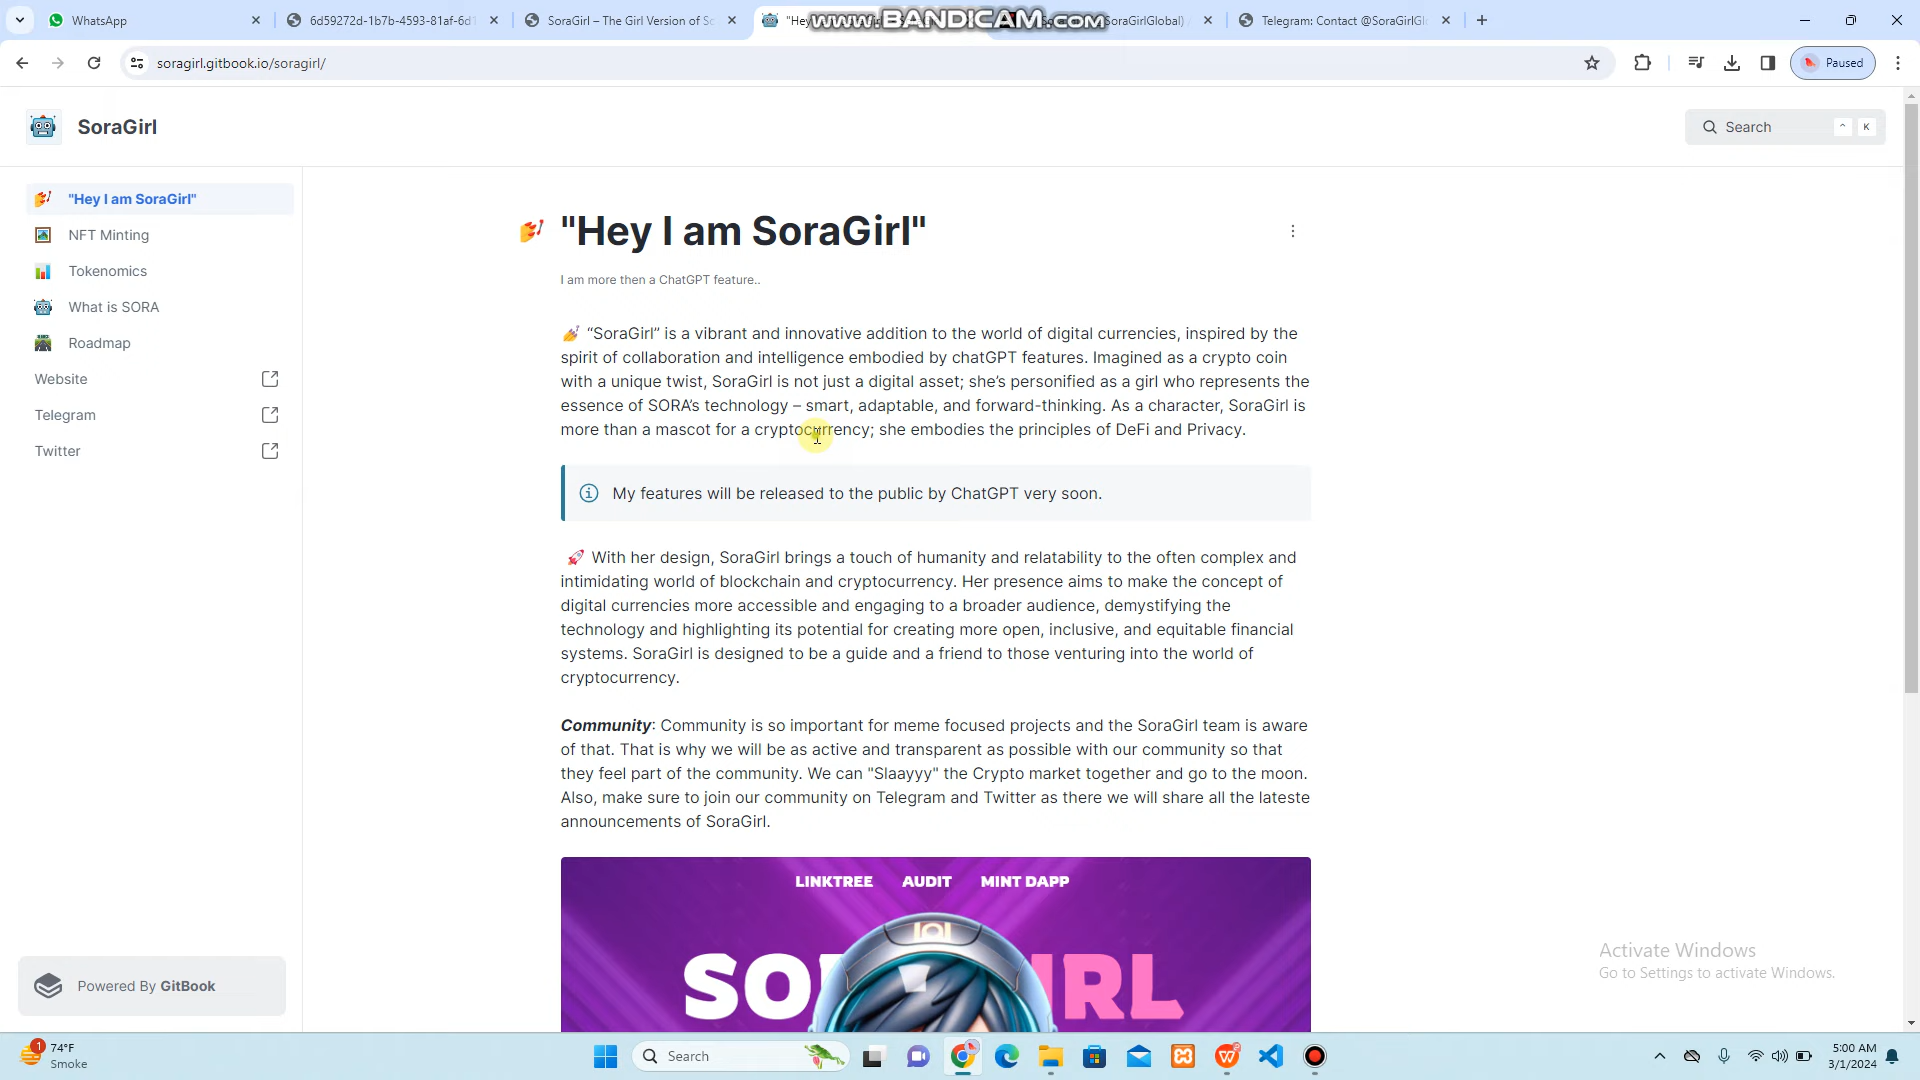 WhatsApp
6d59272d-1b7b-4593-81af-6d1
SoraGirl – The Girl Version of So
"Hey
SoraGirlGlobal)
Telegram: Contact @SoraGirlGl
www.BANDICAM.com
soragirl.gitbook.io/soragirl/
Paused
SoraGirl
Search
^
K
"Hey I am SoraGirl"
NFT Minting
Tokenomics
What is SORA
Roadmap
Website
Telegram
Twitter
Powered By GitBook
"Hey I am SoraGirl"
I am more then a ChatGPT feature..
“SoraGirl” is a vibrant and innovative addition to the world of digital currencies, inspired by the
spirit of collaboration and intelligence embodied by chatGPT features. Imagined as a crypto coin
with a unique twist, SoraGirl is not just a digital asset; she’s personified as a girl who represents the
essence of SORA’s technology – smart, adaptable, and forward-thinking. As a character, SoraGirl is
more than a mascot for a cryptocurrency; she embodies the principles of DeFi and Privacy.
My features will be released to the public by ChatGPT very soon.
With her design, SoraGirl brings a touch of humanity and relatability to the often complex and
intimidating world of blockchain and cryptocurrency. Her presence aims to make the concept of
digital currencies more accessible and engaging to a broader audience, demystifying the
technology and highlighting its potential for creating more open, inclusive, and equitable financial
systems. SoraGirl is designed to be a guide and a friend to those venturing into the world of
cryptocurrency.
Community: Community is so important for meme focused projects and the SoraGirl team is aware
of that. That is why we will be as active and transparent as possible with our community so that
they feel part of the community. We can "Slaayyy" the Crypto market together and go to the moon.
Also, make sure to join our community on Telegram and Twitter as there we will share all the lateste
announcements of SoraGirl.
LINKTREE AUDIT MINT DAPP
SO IRL
Activate Windows
Go to Settings to activate Windows.
1
74°F
Smoke
Search
5:00 AM
3/1/2024